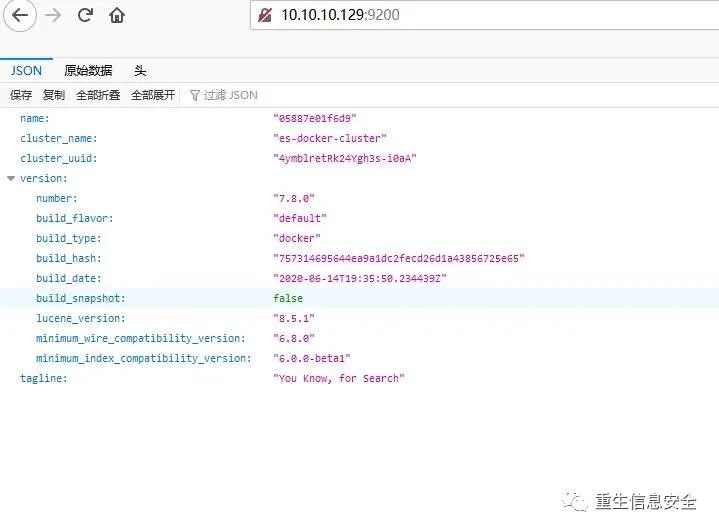 10.10.10.129:9200
JSON 原始数据 头
保存 复制 全部折叠 全部展开 过滤 JSON
name: "05887e01f6d9"
cluster_name: "es-docker-cluster"
cluster_uuid: "4ymblretRk24Ygh3s-i0aA"
version:
number: "7.8.0"
build_flavor: "default"
build_type: "docker"
build_hash: "757314695644ea9a1dc2fecd26d1a43856725e65"
build_date: "2020-06-14T19:35:50.234439Z"
build_snapshot: false
lucene_version: "8.5.1"
minimum_wire_compatibility_version: "6.8.0"
minimum_index_compatibility_version: "6.0.0-beta1"
tagline: "You Know, for Search"
重生信息安全